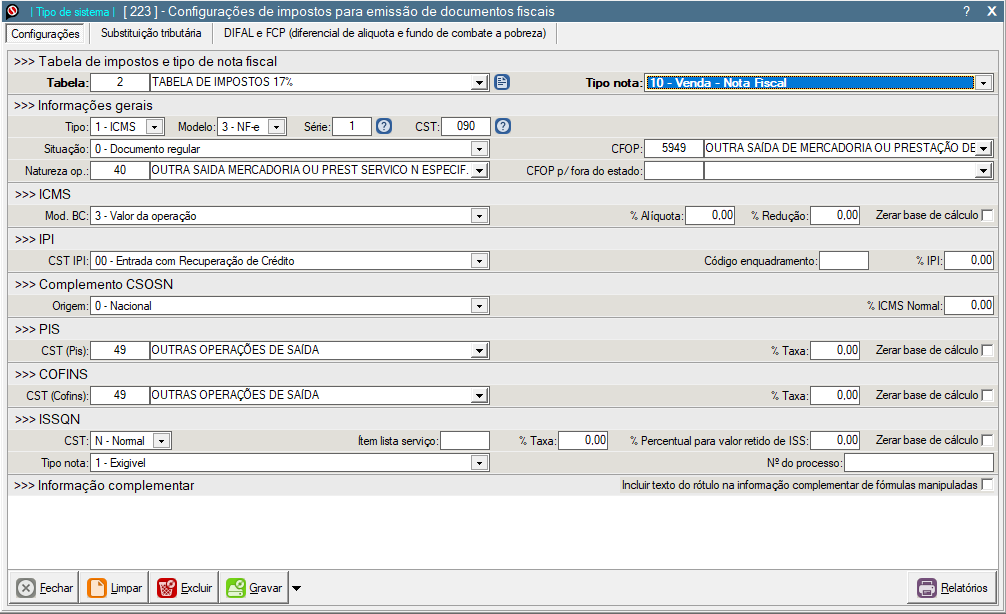 | Tipo de sistema | [ 223 ] - Configurações de impostos para emissão de documentos fiscais ? X
Configurações Substituição tributária DIFAL e FCP (diferencial de aliquota e fundo de combate a pobreza)
>>> Tabela de impostos e tipo de nota fiscal
Tabela: 2 TABELA DE IMPOSTOS 17% Tipo nota: 10 - Venda - Nota Fiscal
>>> Informações gerais
Tipo: 1 - ICMS Modelo: 3 - NF-e Série: 1 ? CST: 090 ?
Situação: 0 - Documento regular CFOP: 5949 OUTRA SAÍDA DE MERCADORIA OU PRESTAÇÃO DE
Natureza op.: 40 OUTRA SAIDA MERCADORIA OU PREST SERVICO N ESPECIF. CFOP p/ fora do estado:
>>> ICMS
Mod. BC: 3 - Valor da operação % Alíquota: 0,00 % Redução: 0,00 Zerar base de cálculo
>>> IPI
CST IPI: 00 - Entrada com Recuperação de Crédito Código enquadramento: % IPI: 0,00
>>> Complemento CSOSN
Origem: 0 - Nacional % ICMS Normal: 0,00
>>> PIS
CST (Pis): 49 OUTRAS OPERAÇÕES DE SAÍDA % Taxa: 0,00 Zerar base de cálculo
>>> COFINS
CST (Cofins): 49 OUTRAS OPERAÇÕES DE SAÍDA % Taxa: 0,00 Zerar base de cálculo
>>> ISSQN
CST: N - Normal Ítem lista serviço: % Taxa: 0,00 % Percentual para valor retido de ISS: 0,00 Zerar base de cálculo
Tipo nota: 1 - Exigivel Nº do processo:
>>> Informação complementar Incluir texto do rótulo na informação complementar de fórmulas manipuladas
Fechar Limpar Excluir Gravar Relatórios